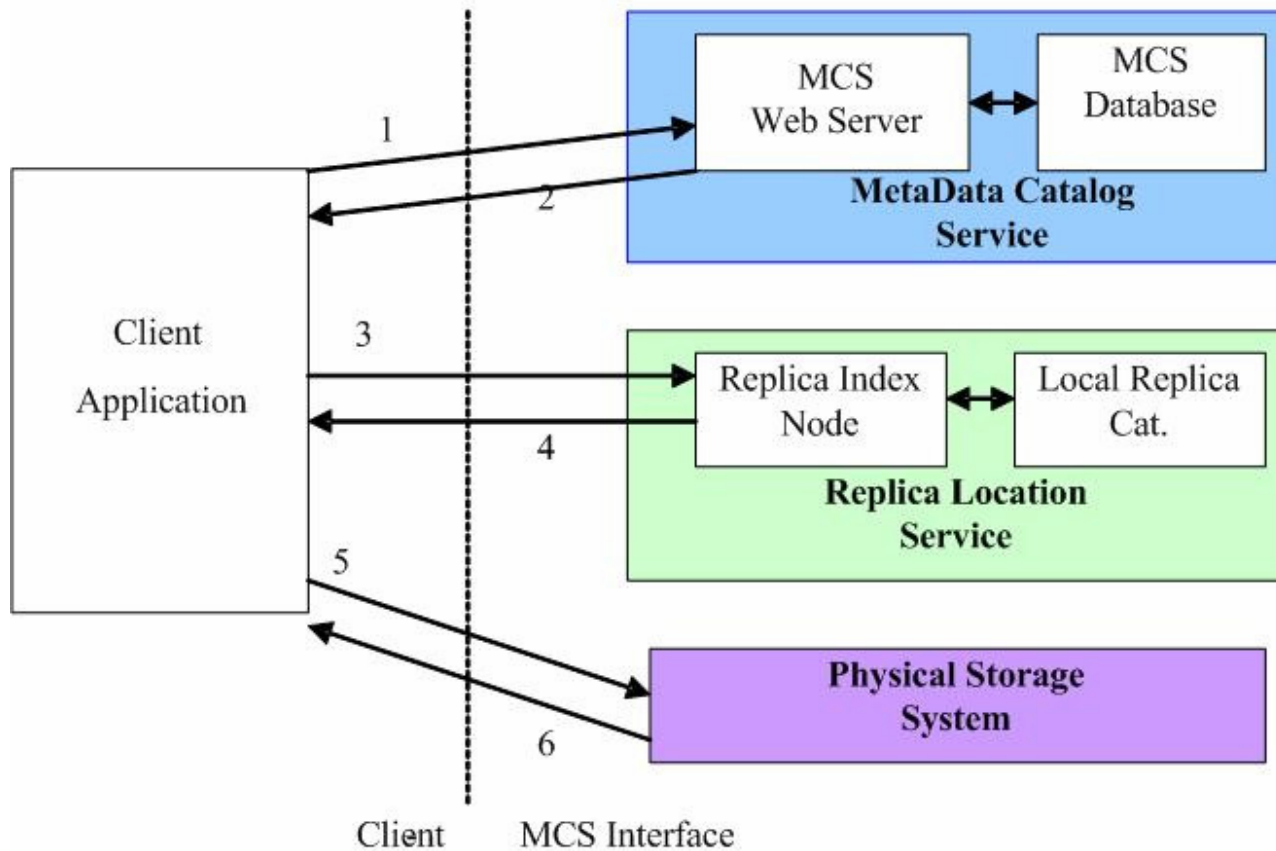 MCS
Web Server
MCS
Database
MetaData Catalog
Service
1
2
Client
Application
3
4
Replica Index
Node
Local Replica
Cat.
Replica Location
Service
5
6
Physical Storage
System
Client
MCS Interface